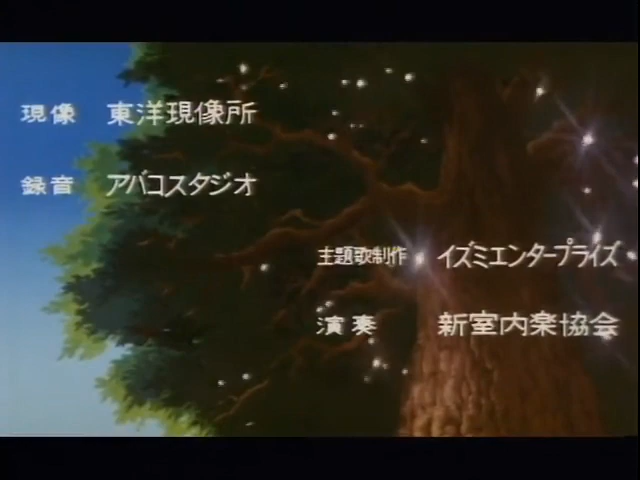 現像 東洋現像所
録音 アバコスタジオ
主題歌制作 イズミエンタープライズ
演奏 新室内楽協会